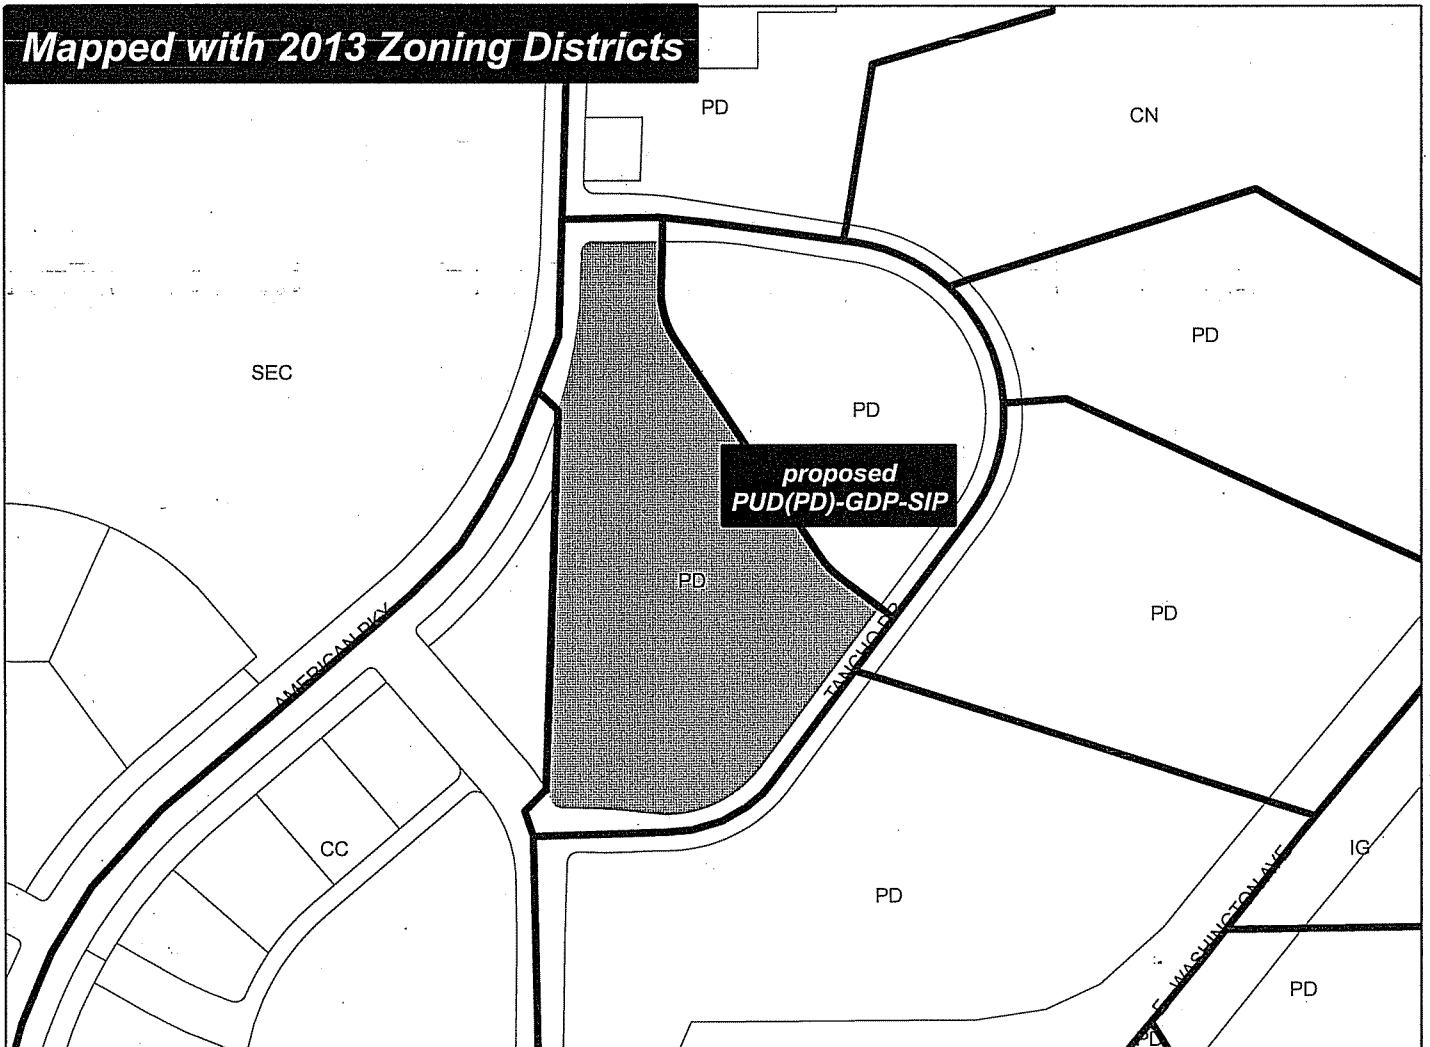 Mapped with 2013 Zoning Districts
PD
CN
SEC
PD
PD
proposed
PUD(PD)-GDP-SIP
PD
PD
AMERICAN PKY
TANCHO DR
CC
IG
PD
E WASHINGTON AVE
PD
PD